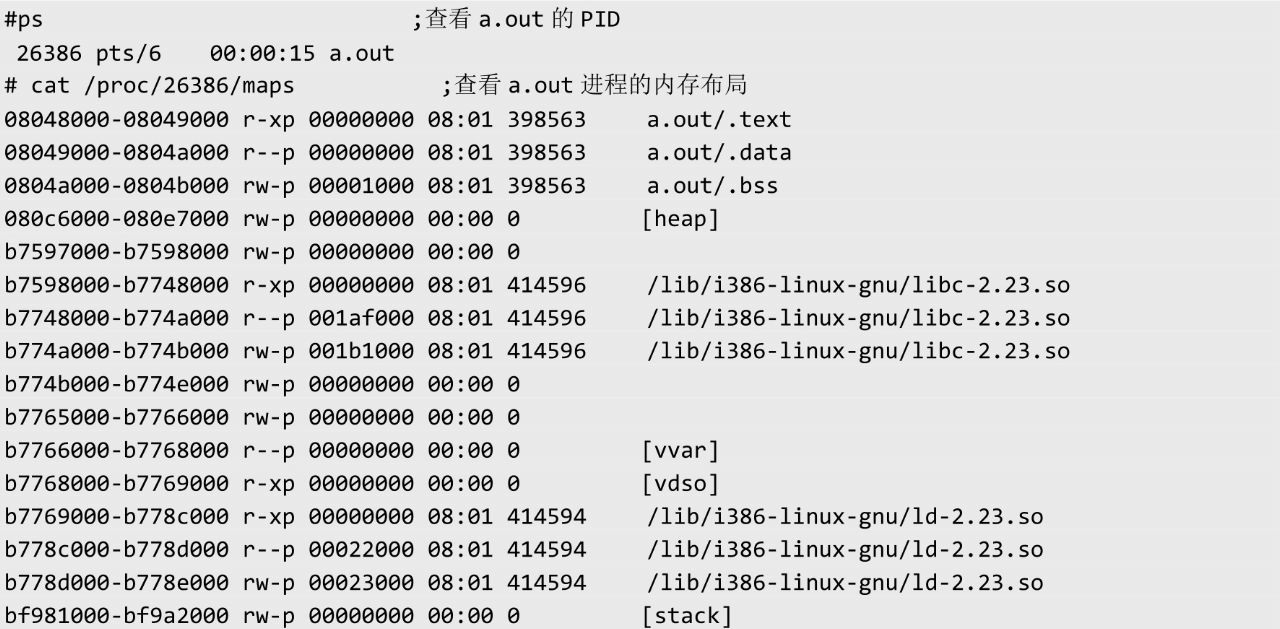 #ps ;查看 a.out 的 PID
26386 pts/6 00:00:15 a.out
# cat /proc/26386/maps ;查看 a.out 进程的内存布局
08048000-08049000 r-xp 00000000 08:01 398563 a.out/.text
08049000-0804a000 r--p 00000000 08:01 398563 a.out/.data
0804a000-0804b000 rw-p 00001000 08:01 398563 a.out/.bss
080c6000-080e7000 rw-p 00000000 00:00 0 [heap]
b7597000-b7598000 rw-p 00000000 00:00 0
b7598000-b7748000 r-xp 00000000 08:01 414596 /lib/i386-linux-gnu/libc-2.23.so
b7748000-b774a000 r--p 001af000 08:01 414596 /lib/i386-linux-gnu/libc-2.23.so
b774a000-b774b000 rw-p 001b1000 08:01 414596 /lib/i386-linux-gnu/libc-2.23.so
b774b000-b774e000 rw-p 00000000 00:00 0
b7765000-b7766000 rw-p 00000000 00:00 0
b7766000-b7768000 r--p 00000000 00:00 0 [vvar]
b7768000-b7769000 r-xp 00000000 00:00 0 [vdso]
b7769000-b778c000 r-xp 00000000 08:01 414594 /lib/i386-linux-gnu/ld-2.23.so
b778c000-b778d000 r--p 00022000 08:01 414594 /lib/i386-linux-gnu/ld-2.23.so
b778d000-b778e000 rw-p 00023000 08:01 414594 /lib/i386-linux-gnu/ld-2.23.so
bf981000-bf9a2000 rw-p 00000000 00:00 0 [stack]